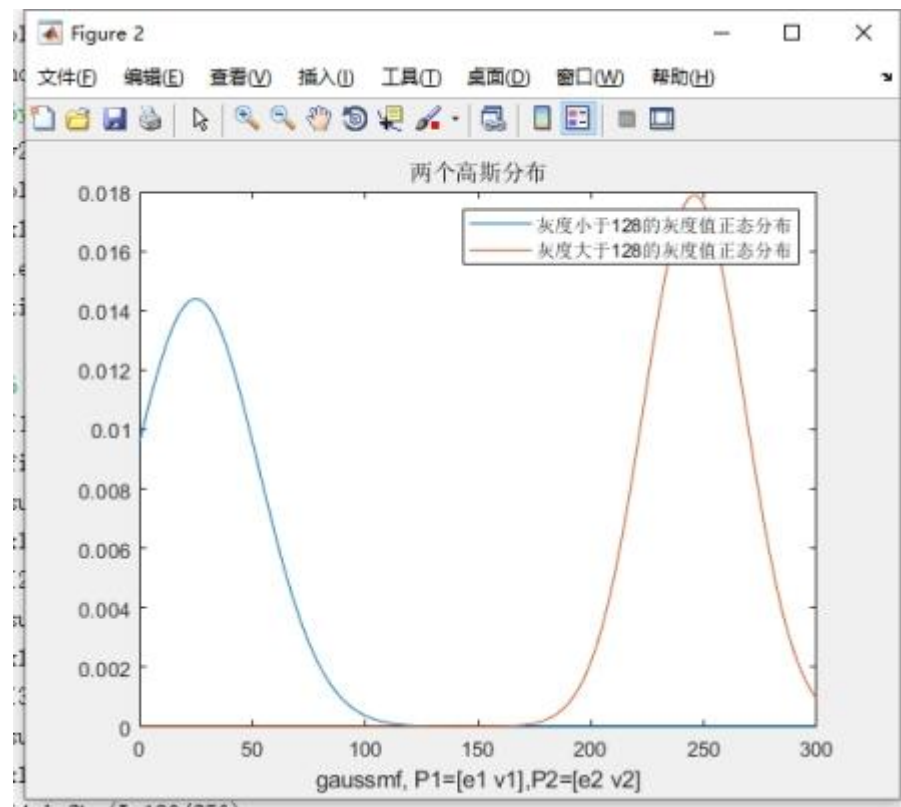 Figure 2
文件(F) 编辑(E) 查看(V) 插入(I) 工具(T) 桌面(D) 窗口(W) 帮助(H)
两个高斯分布
灰度小于128的灰度值正态分布
灰度大于128的灰度值正态分布
0.018
0.016
0.014
0.012
0.01
0.008
0.006
0.004
0.002
0
0 50 100 150 200 250 300
gaussmf, P1=[e1 v1],P2=[e2 v2]